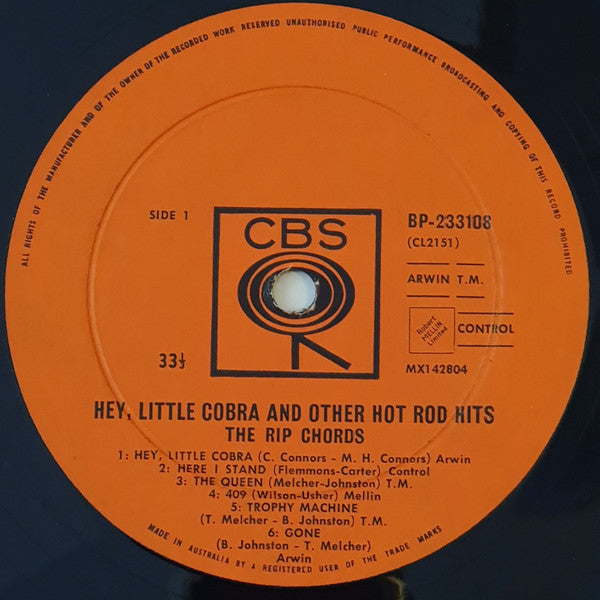 ALL RIGHTS OF THE MANUFACTURER AND OF THE OWNER OF THE RECORDED WORK RESERVED UNAUTHORISED PUBLIC PERFORMANCE BROADCASTING AND COPYING OF THIS RECORD PROHIBITED
SIDE 1
CBS
BP-233108
(CL2151)
ARWIN T.M.
Robert
MELLIN
Limited
CONTROL
33⅓
MX142804
HEY, LITTLE COBRA AND OTHER HOT ROD HITS
THE RIP CHORDS
1: HEY, LITTLE COBRA (C. Connors - M. H. Connors) Arwin
2: HERE I STAND (Flemmons-Carter) Control
3: THE QUEEN (Melcher-Johnston) T.M.
4: 409 (Wilson-Usher) Mellin
5: TROPHY MACHINE
(T. Melcher - B. Johnston) T.M.
6: GONE
(B. Johnston - T. Melcher)
Arwin
MADE IN AUSTRALIA BY A REGISTERED USER OF THE TRADE MARKS